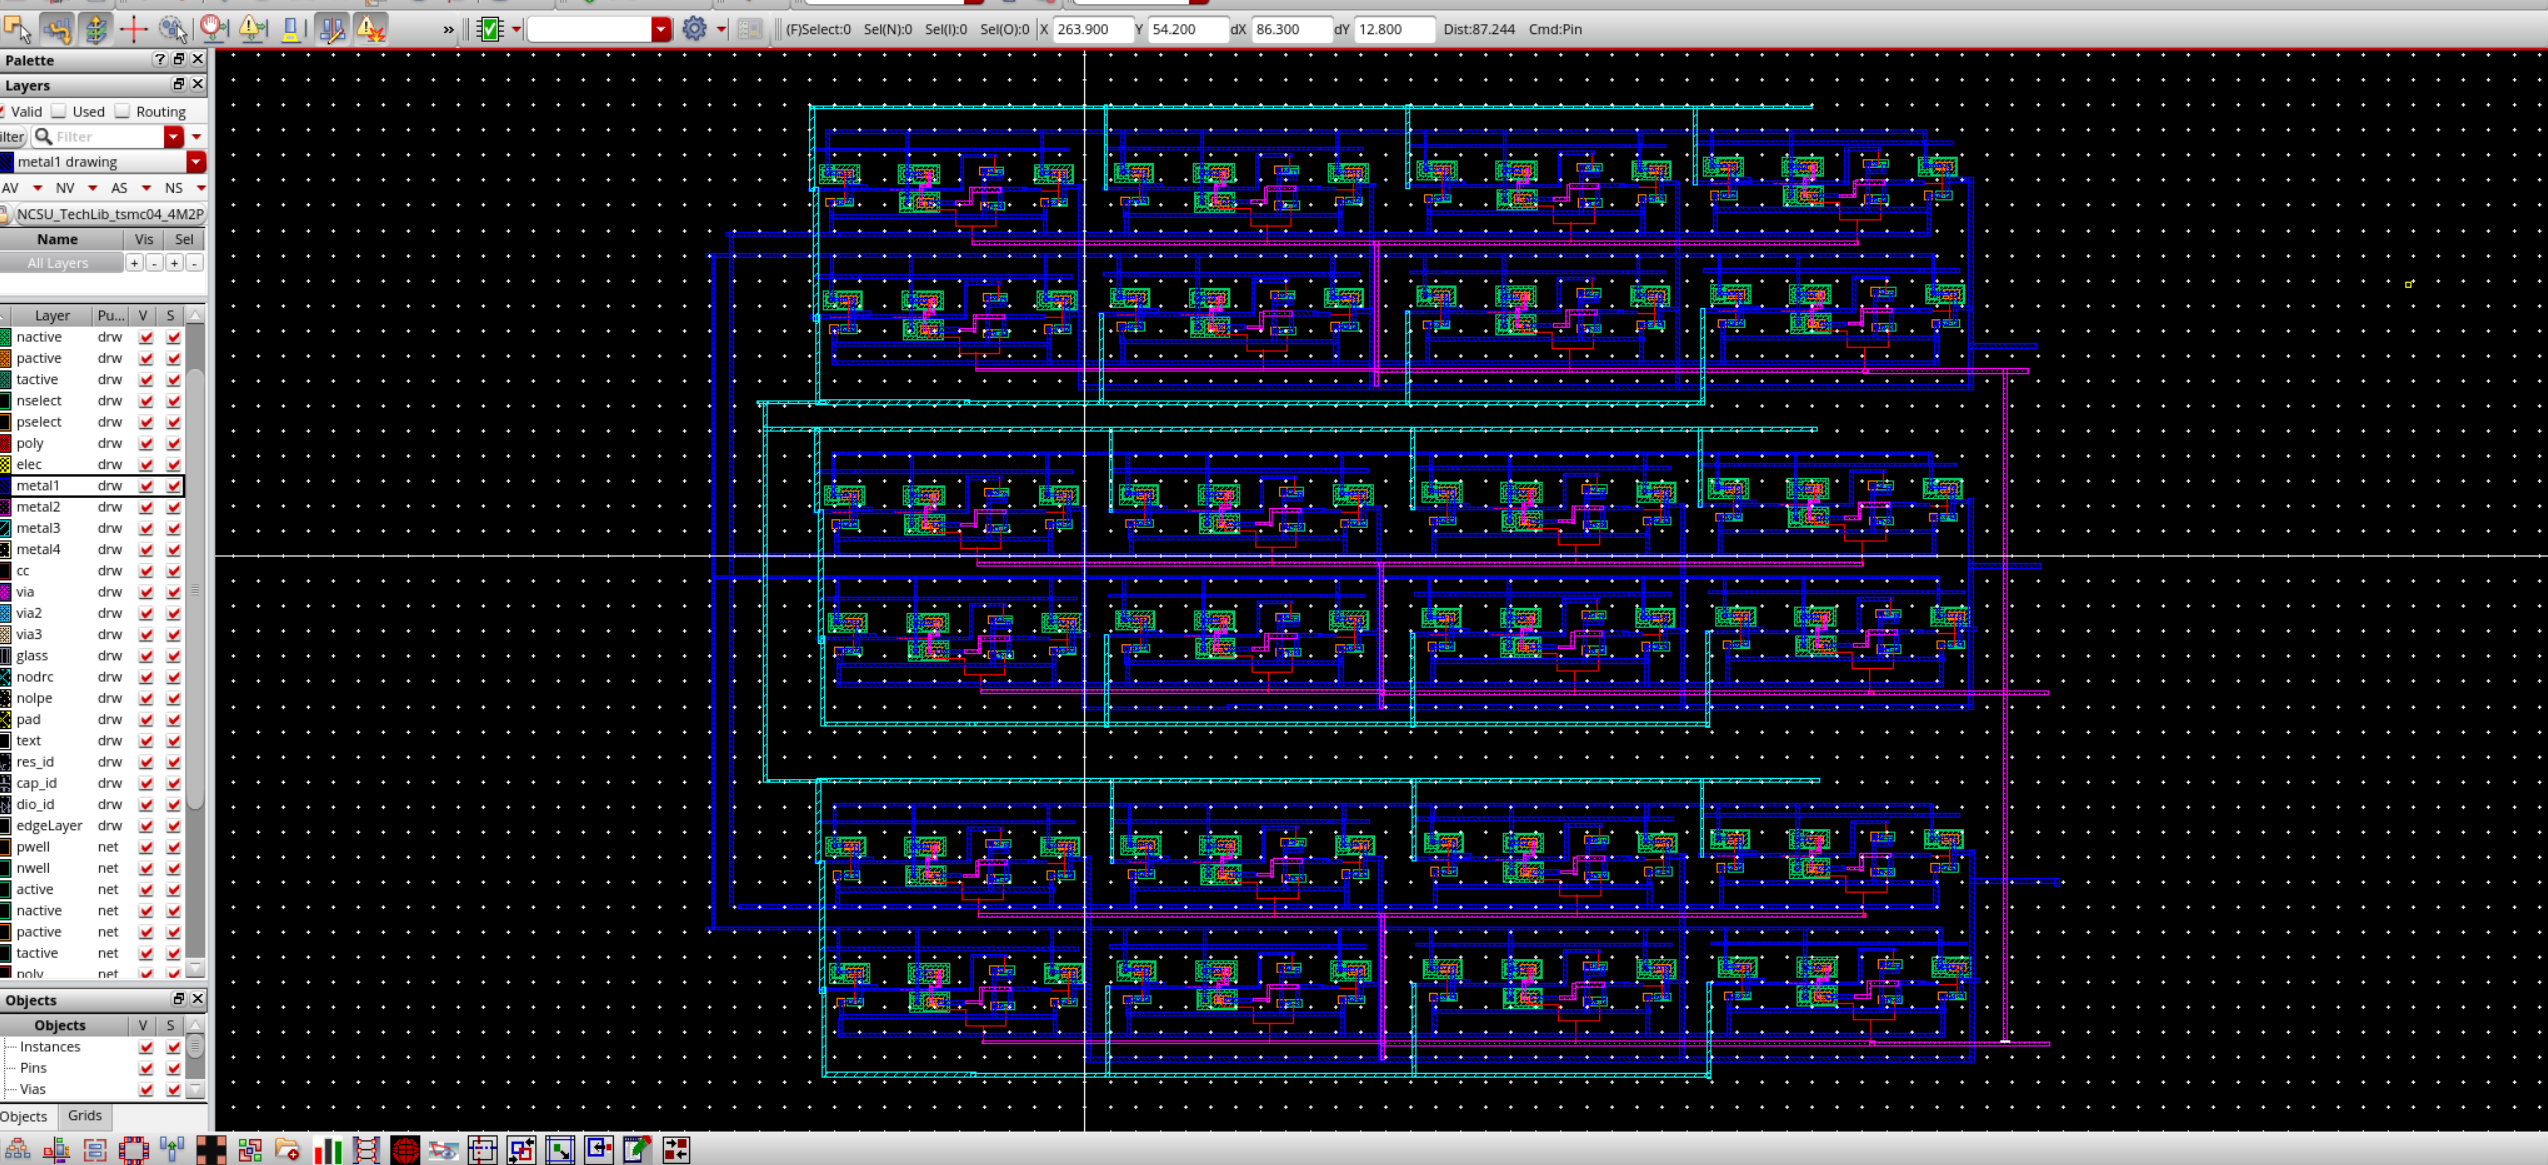 » (F)Select:0 Sel(N):0 Sel(I):0 Sel(O):0 X 263.900 Y 54.200 dX 86.300 dY 12.800 Dist:87.244 Cmd:Pin
Palette ?
Layers
Valid Used Routing
Filter
metal1 drawing
AV NV AS NS
NCSU_TechLib_tsmc04_4M2P
Name Vis Sel
All Layers + - + -
Layer Pu... V S
nactive drw
pactive drw
tactive drw
nselect drw
pselect drw
poly drw
elec drw
metal1 drw
metal2 drw
metal3 drw
metal4 drw
cc drw
via drw
via2 drw
via3 drw
glass drw
nodrc drw
nolpe drw
pad drw
text drw
res_id drw
cap_id drw
dio_id drw
edgeLayer drw
pwell net
nwell net
active net
nactive net
pactive net
tactive net
poly net
Objects
Objects V S
Instances
Pins
Vias
Objects Grids